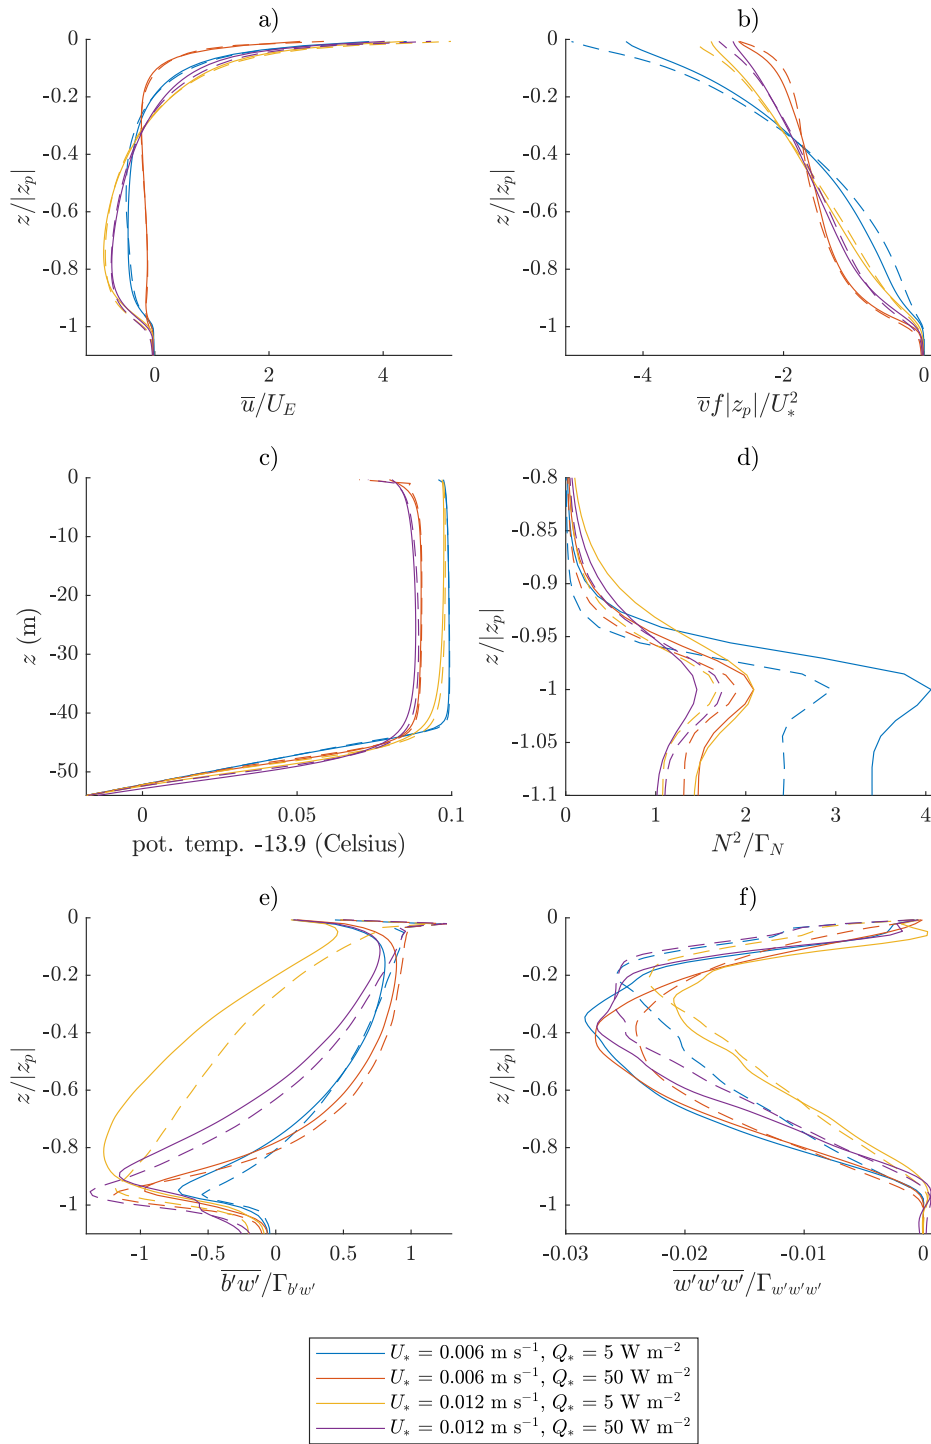 a)
0
-0.2
-0.4
-0.6
-0.8
-1
z/|z_p|
0 2 4
u̅/U_E
b)
0
-0.2
-0.4
-0.6
-0.8
-1
z/|z_p|
-4 -2 0
v̅f|z_p|/U_*^2
c)
0
-10
-20
-30
-40
-50
z (m)
0 0.05 0.1
pot. temp. -13.9 (Celsius)
d)
-0.8
-0.85
-0.9
-0.95
-1
-1.05
-1.1
z/|z_p|
0 1 2 3 4
N^2/Γ_N
e)
0
-0.2
-0.4
-0.6
-0.8
-1
z/|z_p|
-1 -0.5 0 0.5 1
\overline{b'w'}/Γ_{b'w'}
f)
0
-0.2
-0.4
-0.6
-0.8
-1
z/|z_p|
-0.03 -0.02 -0.01 0
\overline{w'w'w'}/Γ_{w'w'w'}
U_* = 0.006 m s⁻¹, Q_* = 5 W m⁻²
U_* = 0.006 m s⁻¹, Q_* = 50 W m⁻²
U_* = 0.012 m s⁻¹, Q_* = 5 W m⁻²
U_* = 0.012 m s⁻¹, Q_* = 50 W m⁻²